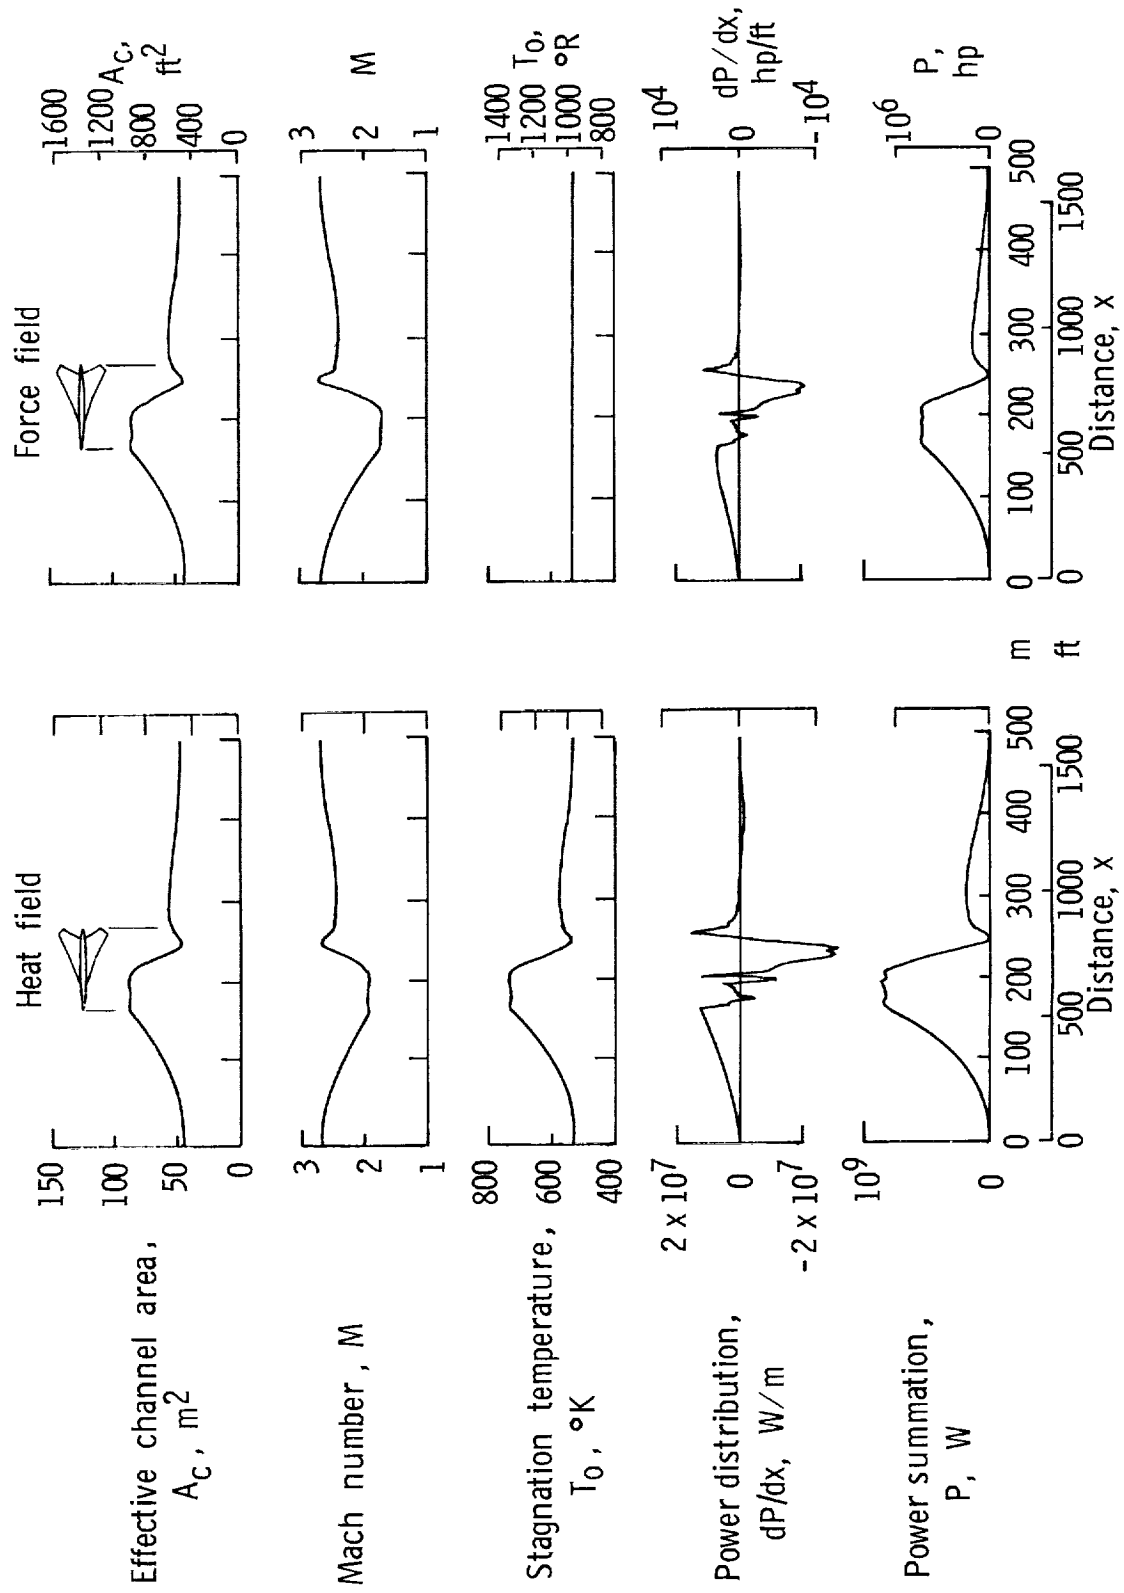 Heat field
Force field
Effective channel area,
A_C, m²
150
100
50
0
1600
1200
800
400
0
A_C,
ft²
Mach number, M
3
2
1
3
2
1
M
Stagnation temperature,
T_O, °K
800
600
400
1400
1200
1000
800
T_O,
°R
Power distribution,
dP/dx, W/m
2 x 10⁷
0
-2 x 10⁷
10⁴
0
-10⁴
dP/dx,
hp/ft
Power summation,
P, W
10⁹
0
10⁶
0
P,
hp
0 100 200 300 400 500 m 0 100 200 300 400 500
0 500 1000 1500 ft 0 500 1000 1500
Distance, x
Distance, x